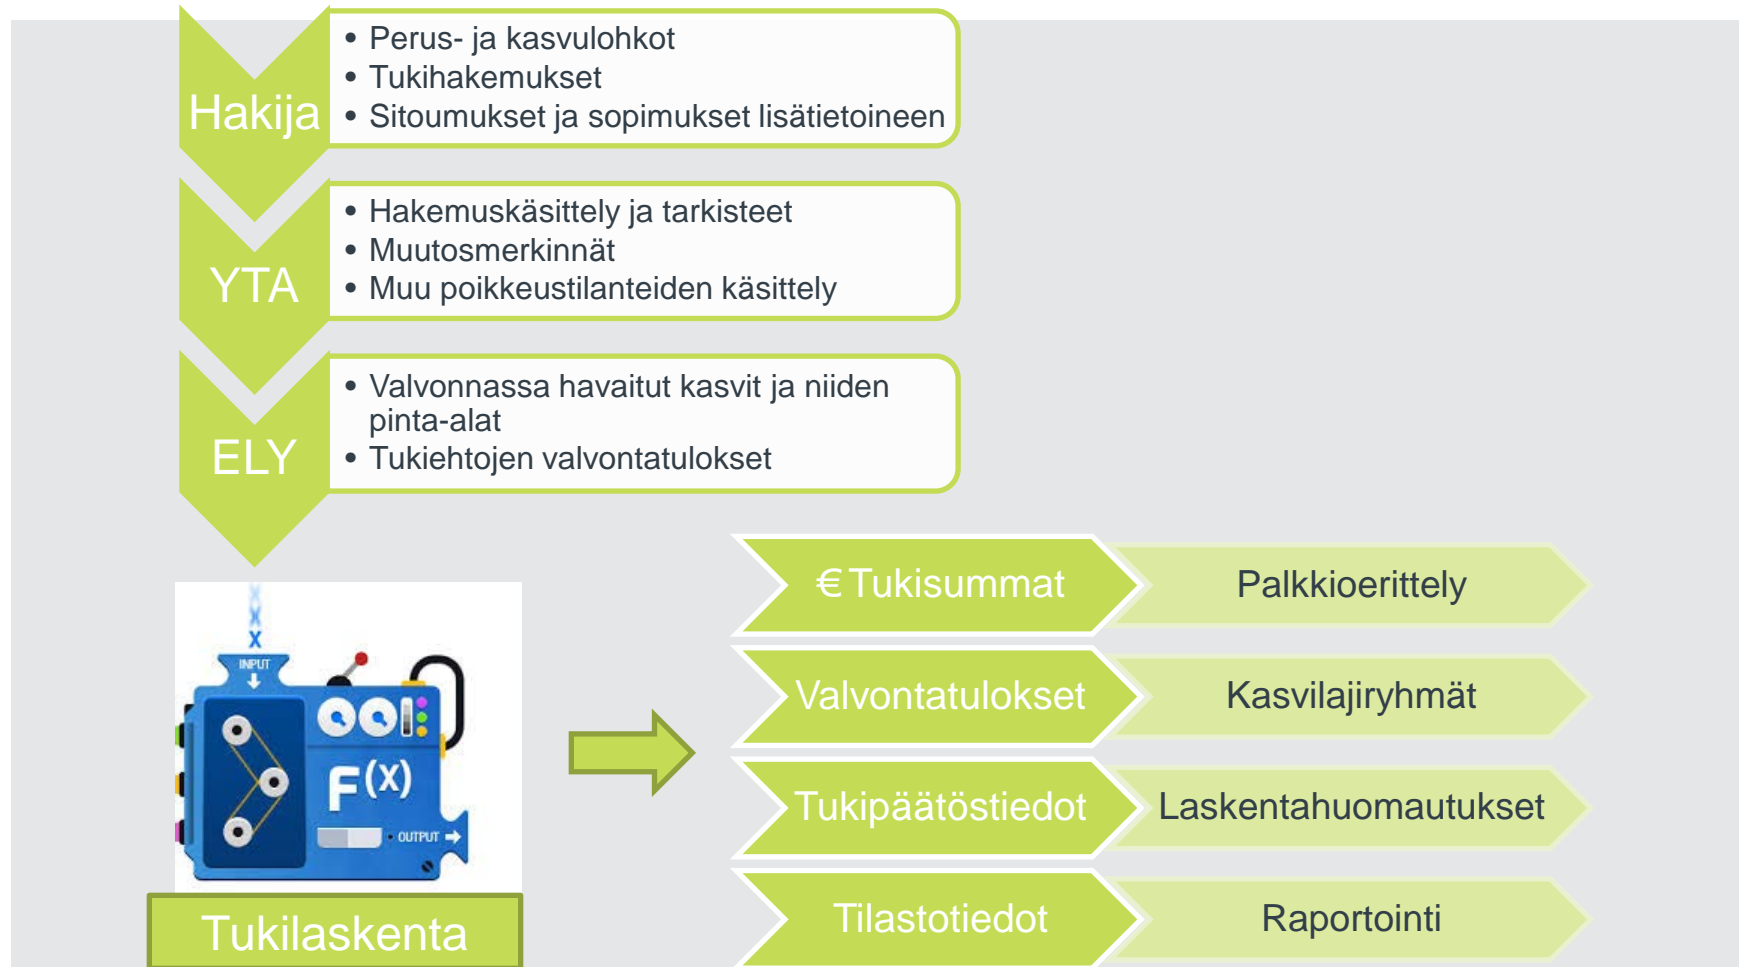 Hakija
• Perus- ja kasvulohkot
• Tukihakemukset
• Sitoumukset ja sopimukset lisätietoineen
YTA
• Hakemuskäsittely ja tarkisteet
• Muutosmerkinnät
• Muu poikkeustilanteiden käsittely
ELY
• Valvonnassa havaitut kasvit ja niiden
pinta-alat
• Tukiehtojen valvontatulokset
X
X
X
INPUT
F(X)
OUTPUT
Tukilaskenta
€ Tukisummat
Palkkioerittely
Valvontatulokset
Kasvilajiryhmät
Tukipäätöstiedot
Laskentahuomautukset
Tilastotiedot
Raportointi